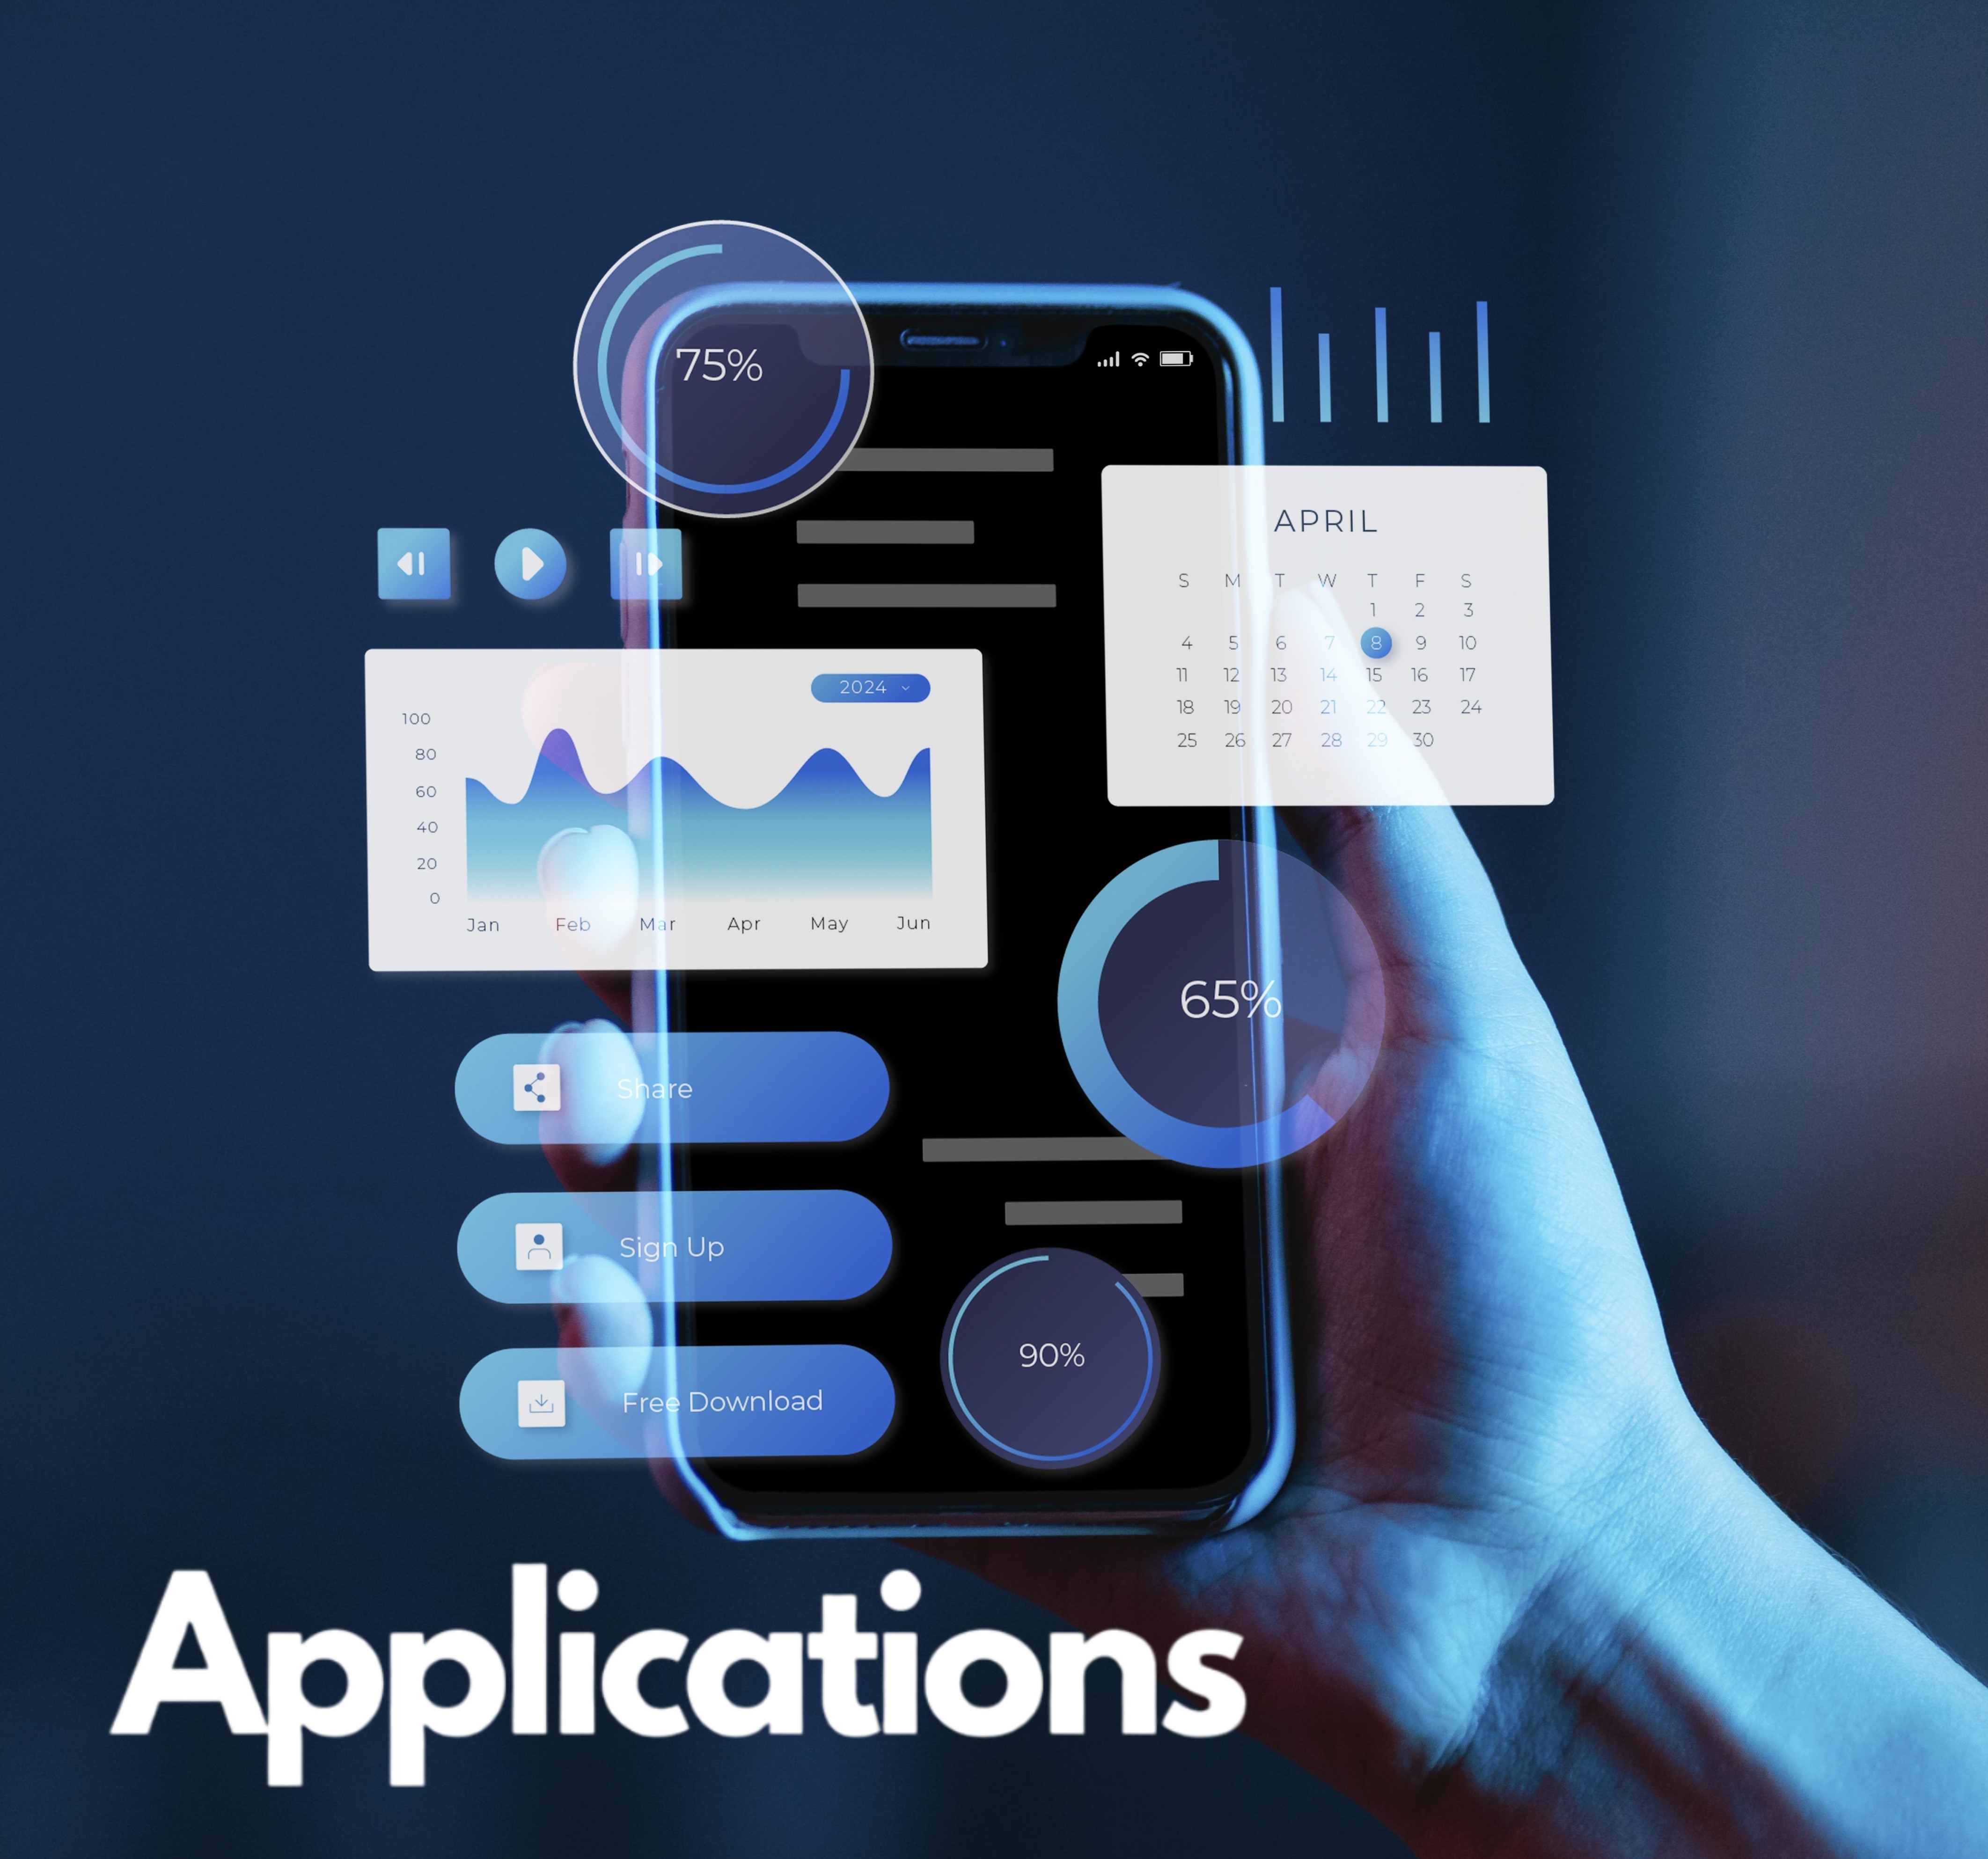 75%
APRIL
S M T W T F S
1 2 3
4 5 6 7 8 9 10
11 12 13 14 15 16 17
18 19 20 21 22 23 24
25 26 27 28 29 30
2024
100
80
60
40
20
0
Jan Feb Mar Apr May Jun
65%
Share
Sign Up
90%
Free Download
Applications